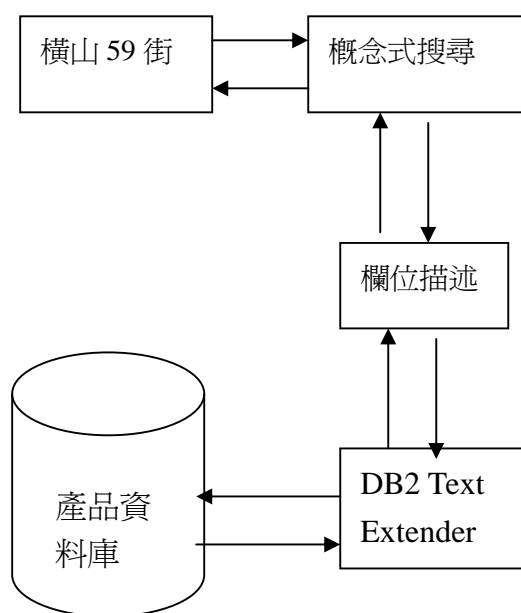 橫山 59 街
概念式搜尋
欄位描述
產品資
料庫
DB2 Text
Extender